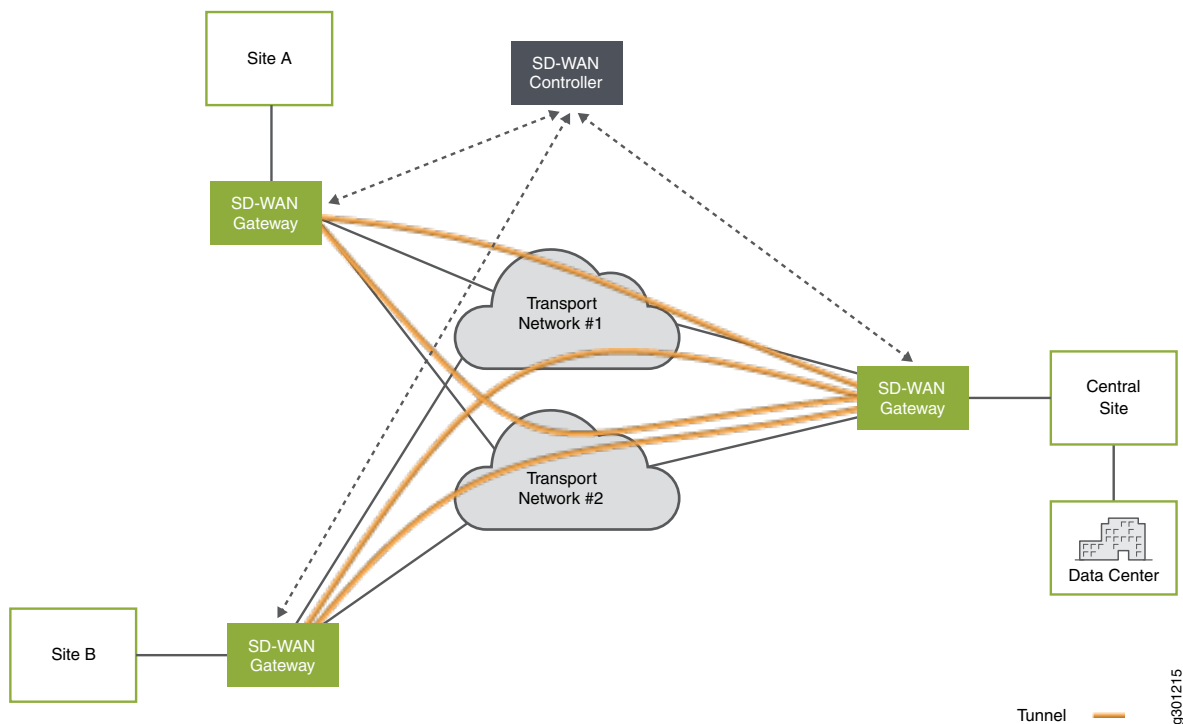 Site A
SD-WAN
Controller
SD-WAN
Gateway
Transport
Network #1
SD-WAN
Gateway
Central
Site
Transport
Network #2
Data Center
Site B
SD-WAN
Gateway
Tunnel
g301215